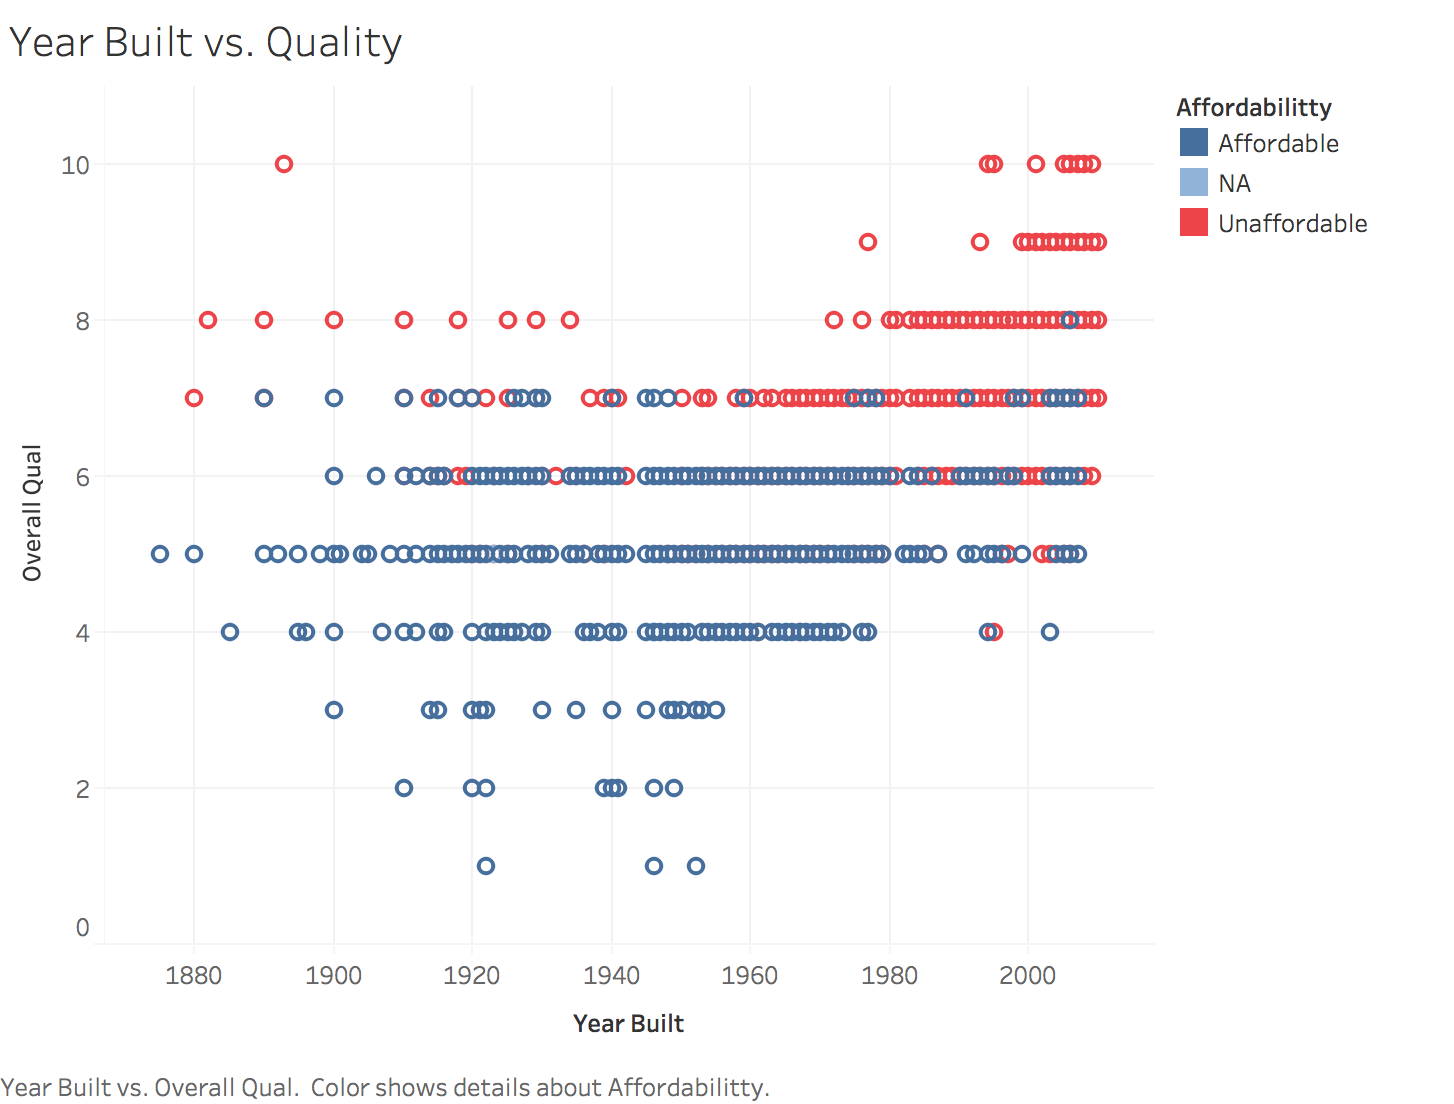 Year Built vs. Quality
Affordabilitty
Affordable
NA
Unaffordable
10
8
6
4
2
0
Overall Qual
1880 1900 1920 1940 1960 1980 2000
Year Built
Year Built vs. Overall Qual. Color shows details about Affordabilitty.